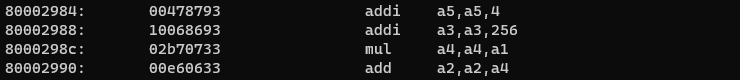 80002984:	00478793	addi	a5,a5,4
80002988:	10068693	addi	a3,a3,256
8000298c:	02b70733	mul	a4,a4,a1
80002990:	00e60633	add	a2,a2,a4